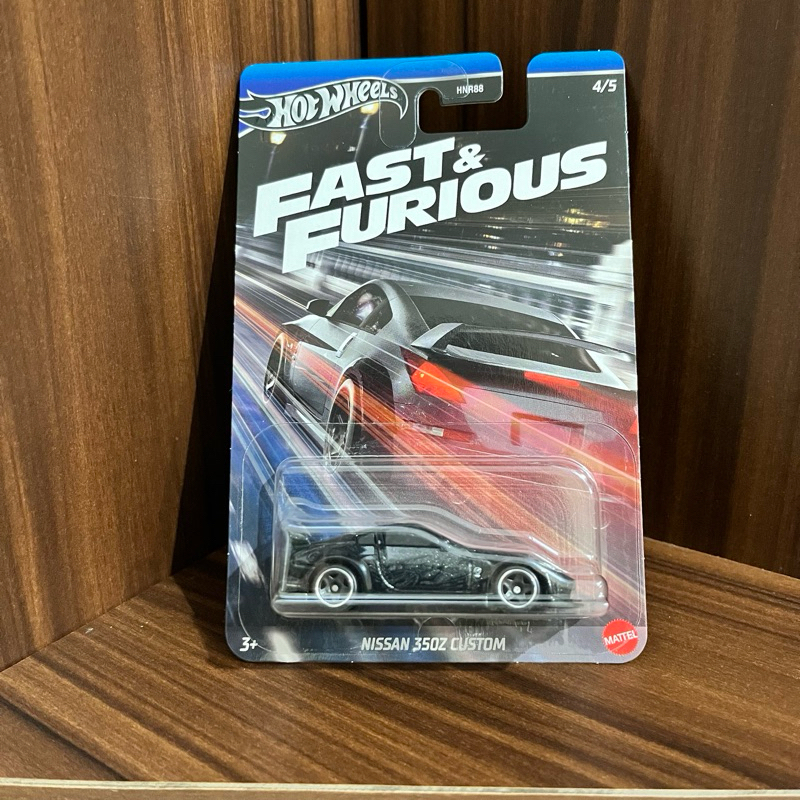 HOT WHEELS
HNR88
4/5
FAST &
FURIOUS
3+
NISSAN 350Z CUSTOM
MATTEL